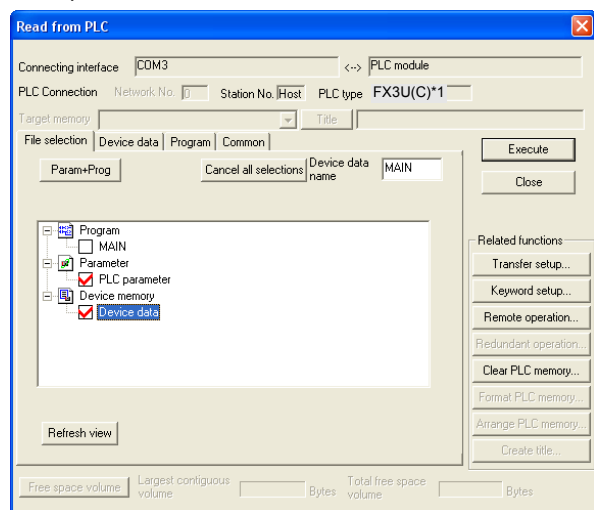 Read from PLC
Connecting interface COM3 <--> PLC module
PLC Connection Network No. 0 Station No. Host PLC type FX3U(C)*1
Target memory Title
File selection Device data Program Common
Execute
Param+Prog Cancel all selections Device data name MAIN
Close
Program
MAIN
Parameter
PLC parameter
Device memory
Device data
Related functions
Transfer setup...
Keyword setup...
Remote operation...
Redundant operation...
Clear PLC memory...
Format PLC memory...
Arrange PLC memory...
Create title...
Refresh view
Free space volume Largest contiguous volume Bytes Total free space volume Bytes